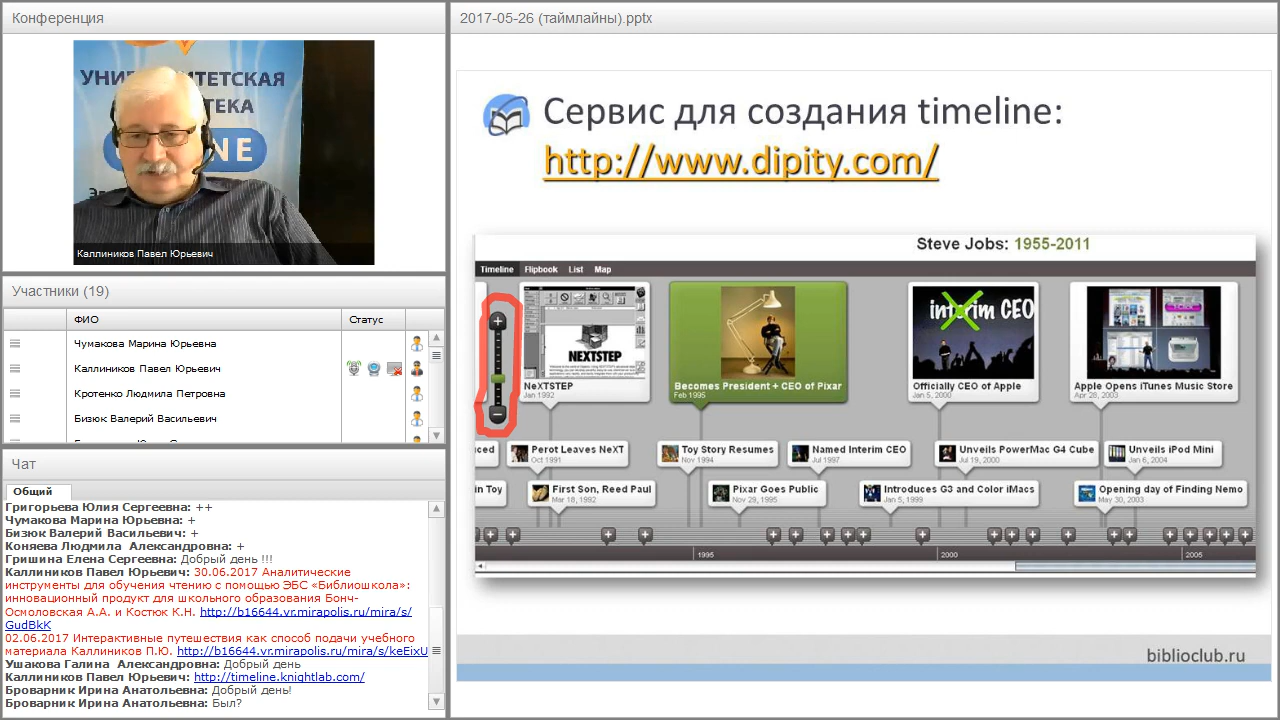 Конференция
УНИВЕРСИТЕТСКАЯ
Каллиников Павел Юрьевич
Участники (19)
ФИО
Статус
Чумакова Марина Юрьевна
Каллиников Павел Юрьевич
Кротенко Людмила Петровна
Бизюк Валерий Васильевич
Чат
Общий
Григорьева Юлия Сергеевна: ++
Чумакова Марина Юрьевна: +
Бизюк Валерий Васильевич: +
Коняева Людмила Александровна: +
Гришина Елена Сергеевна: Добрый день !!!
Каллиников Павел Юрьевич: 30.06.2017 Аналитические
инструменты для обучения чтению с помощью ЭБС «Библиошкола»:
инновационный продукт для школьного образования Бонч-
Осмоловская А.А. и Костюк К.Н. http://b16644.vr.mirapolis.ru/mira/s/
GudBkK
02.06.2017 Интерактивные путешествия как способ подачи учебного
материала Каллиников П.Ю. http://b16644.vr.mirapolis.ru/mira/s/keEixU
Ушакова Галина Александровна: Добрый день
Каллиников Павел Юрьевич: http://timeline.knightlab.com/
Броварник Ирина Анатольевна: Добрый день!
Броварник Ирина Анатольевна: Был?
2017-05-26 (таймлайны).pptx
Сервис для создания timeline:
http://www.dipity.com/
Steve Jobs: 1955-2011
Timeline Flipbook List Map
NEXTSTEP
interim CEO
NeXTSTEP
Jan 1992
Becomes President + CEO of Pixar
Feb 1995
Officially CEO of Apple
Jan 5, 2000
Apple Opens iTunes Music Store
Apr 28, 2003
Perot Leaves NeXT
Oct 1991
Toy Story Resumes
Nov 1994
Named Interim CEO
Jul 1997
Unveils PowerMac G4 Cube
Jul 19, 2000
Unveils iPod Mini
Jan 6, 2004
in Toy
First Son, Reed Paul
Mar 18, 1992
Pixar Goes Public
Nov 29, 1995
Introduces G3 and Color iMacs
Jan 5, 1999
Opening day of Finding Nemo
May 30, 2003
1995
2000
2005
biblioclub.ru